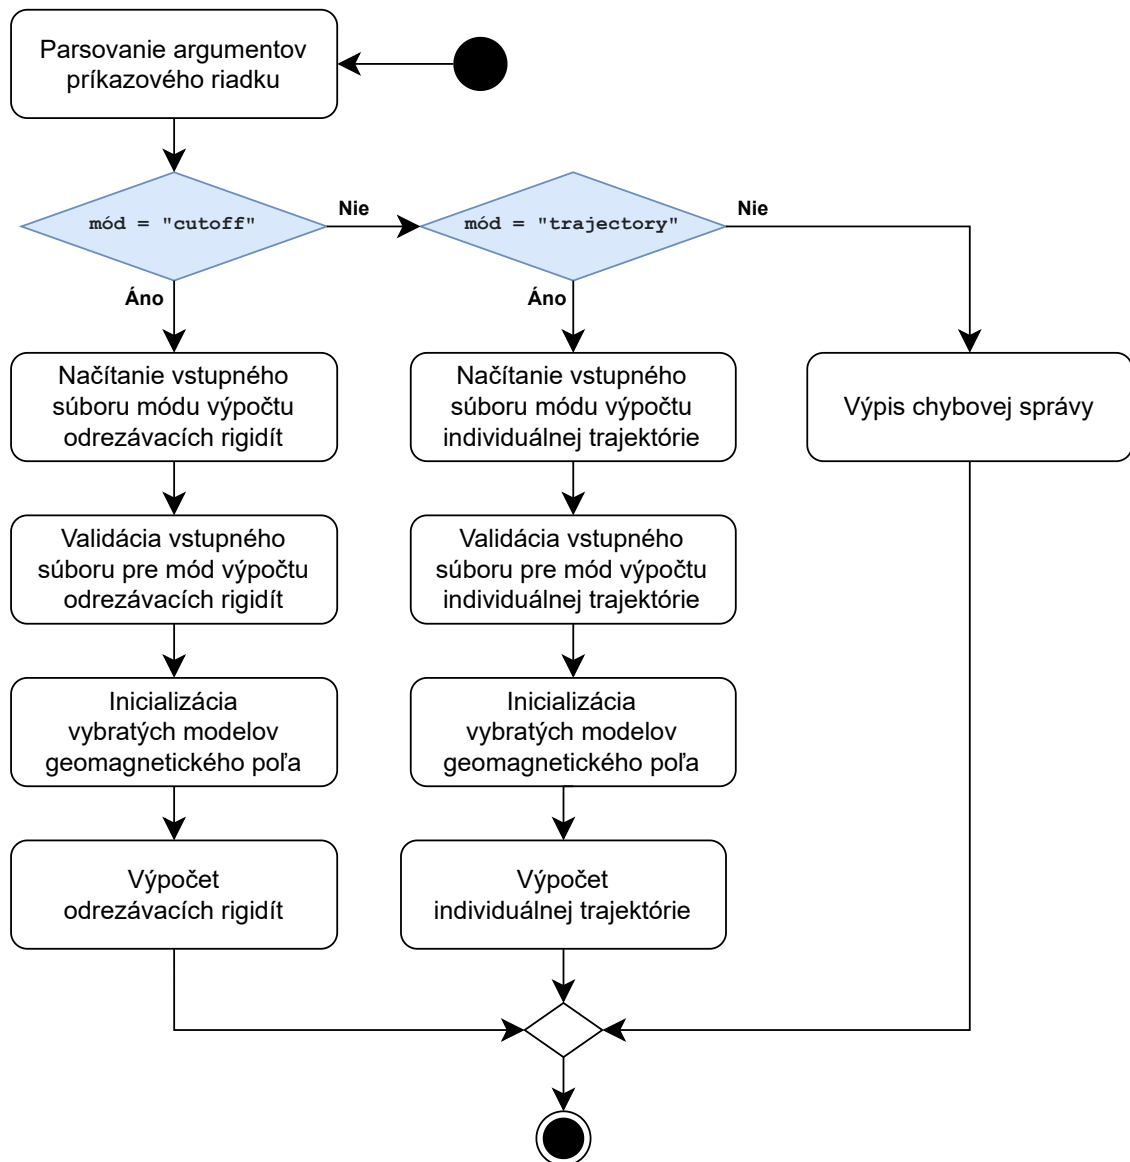 Parsovanie argumentov
príkazového riadku
mód = "cutoff"
Nie
mód = "trajectory"
Nie
Áno
Áno
Načítanie vstupného
súboru módu výpočtu
odrezávacích rigidít
Načítanie vstupného
súboru módu výpočtu
individuálnej trajektórie
Výpis chybovej správy
Validácia vstupného
súboru pre mód výpočtu
odrezávacích rigidít
Validácia vstupného
súboru pre mód výpočtu
individuálnej trajektórie
Inicializácia
vybratých modelov
geomagnetického poľa
Inicializácia
vybratých modelov
geomagnetického poľa
Výpočet
odrezávacích rigidít
Výpočet
individuálnej trajektórie